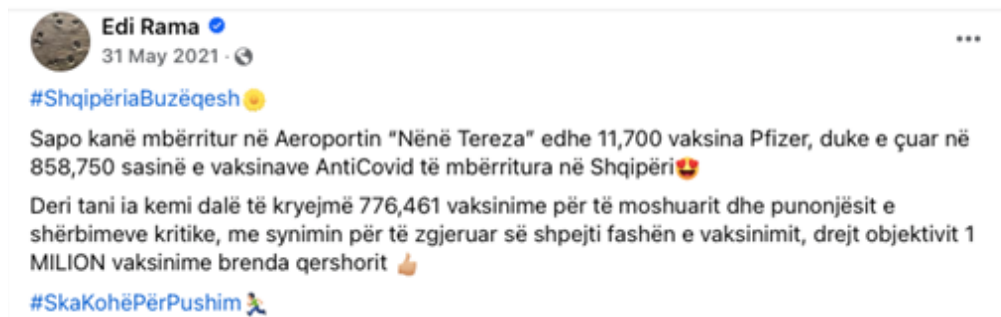 Edi Rama
31 May 2021 ·
#ShqipëriaBuzëqesh🌼
Sapo kanë mbërritur në Aeroportin “Nënë Tereza” edhe 11,700 vaksina Pfizer, duke e çuar në
858,750 sasinë e vaksinave AntiCovid të mbërritura në Shqipëri😍
Deri tani ia kemi dalë të kryejmë 776,461 vaksinime për të moshuarit dhe punonjësit e
shërbimeve kritike, me synimin për të zgjeruar së shpejti fashën e vaksinimit, drejt objektivit 1
MILION vaksinime brenda qershorit 👍🏼
#SkaKohëPërPushim🏃🏻‍♂️